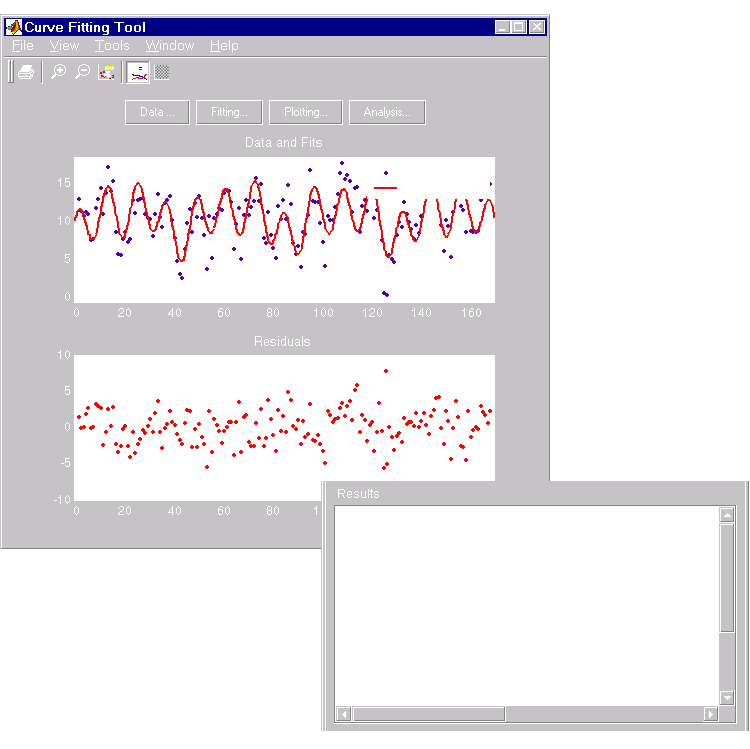 Curve Fitting Tool
File View Tools Window Help
Data ... Fitting... Plotting... Analysis...
Data and Fits
15
10
5
0
0 20 40 60 80 100 120 140 160
Residuals
10
5
0
-5
-10
0 20 40 60 80 1
Results